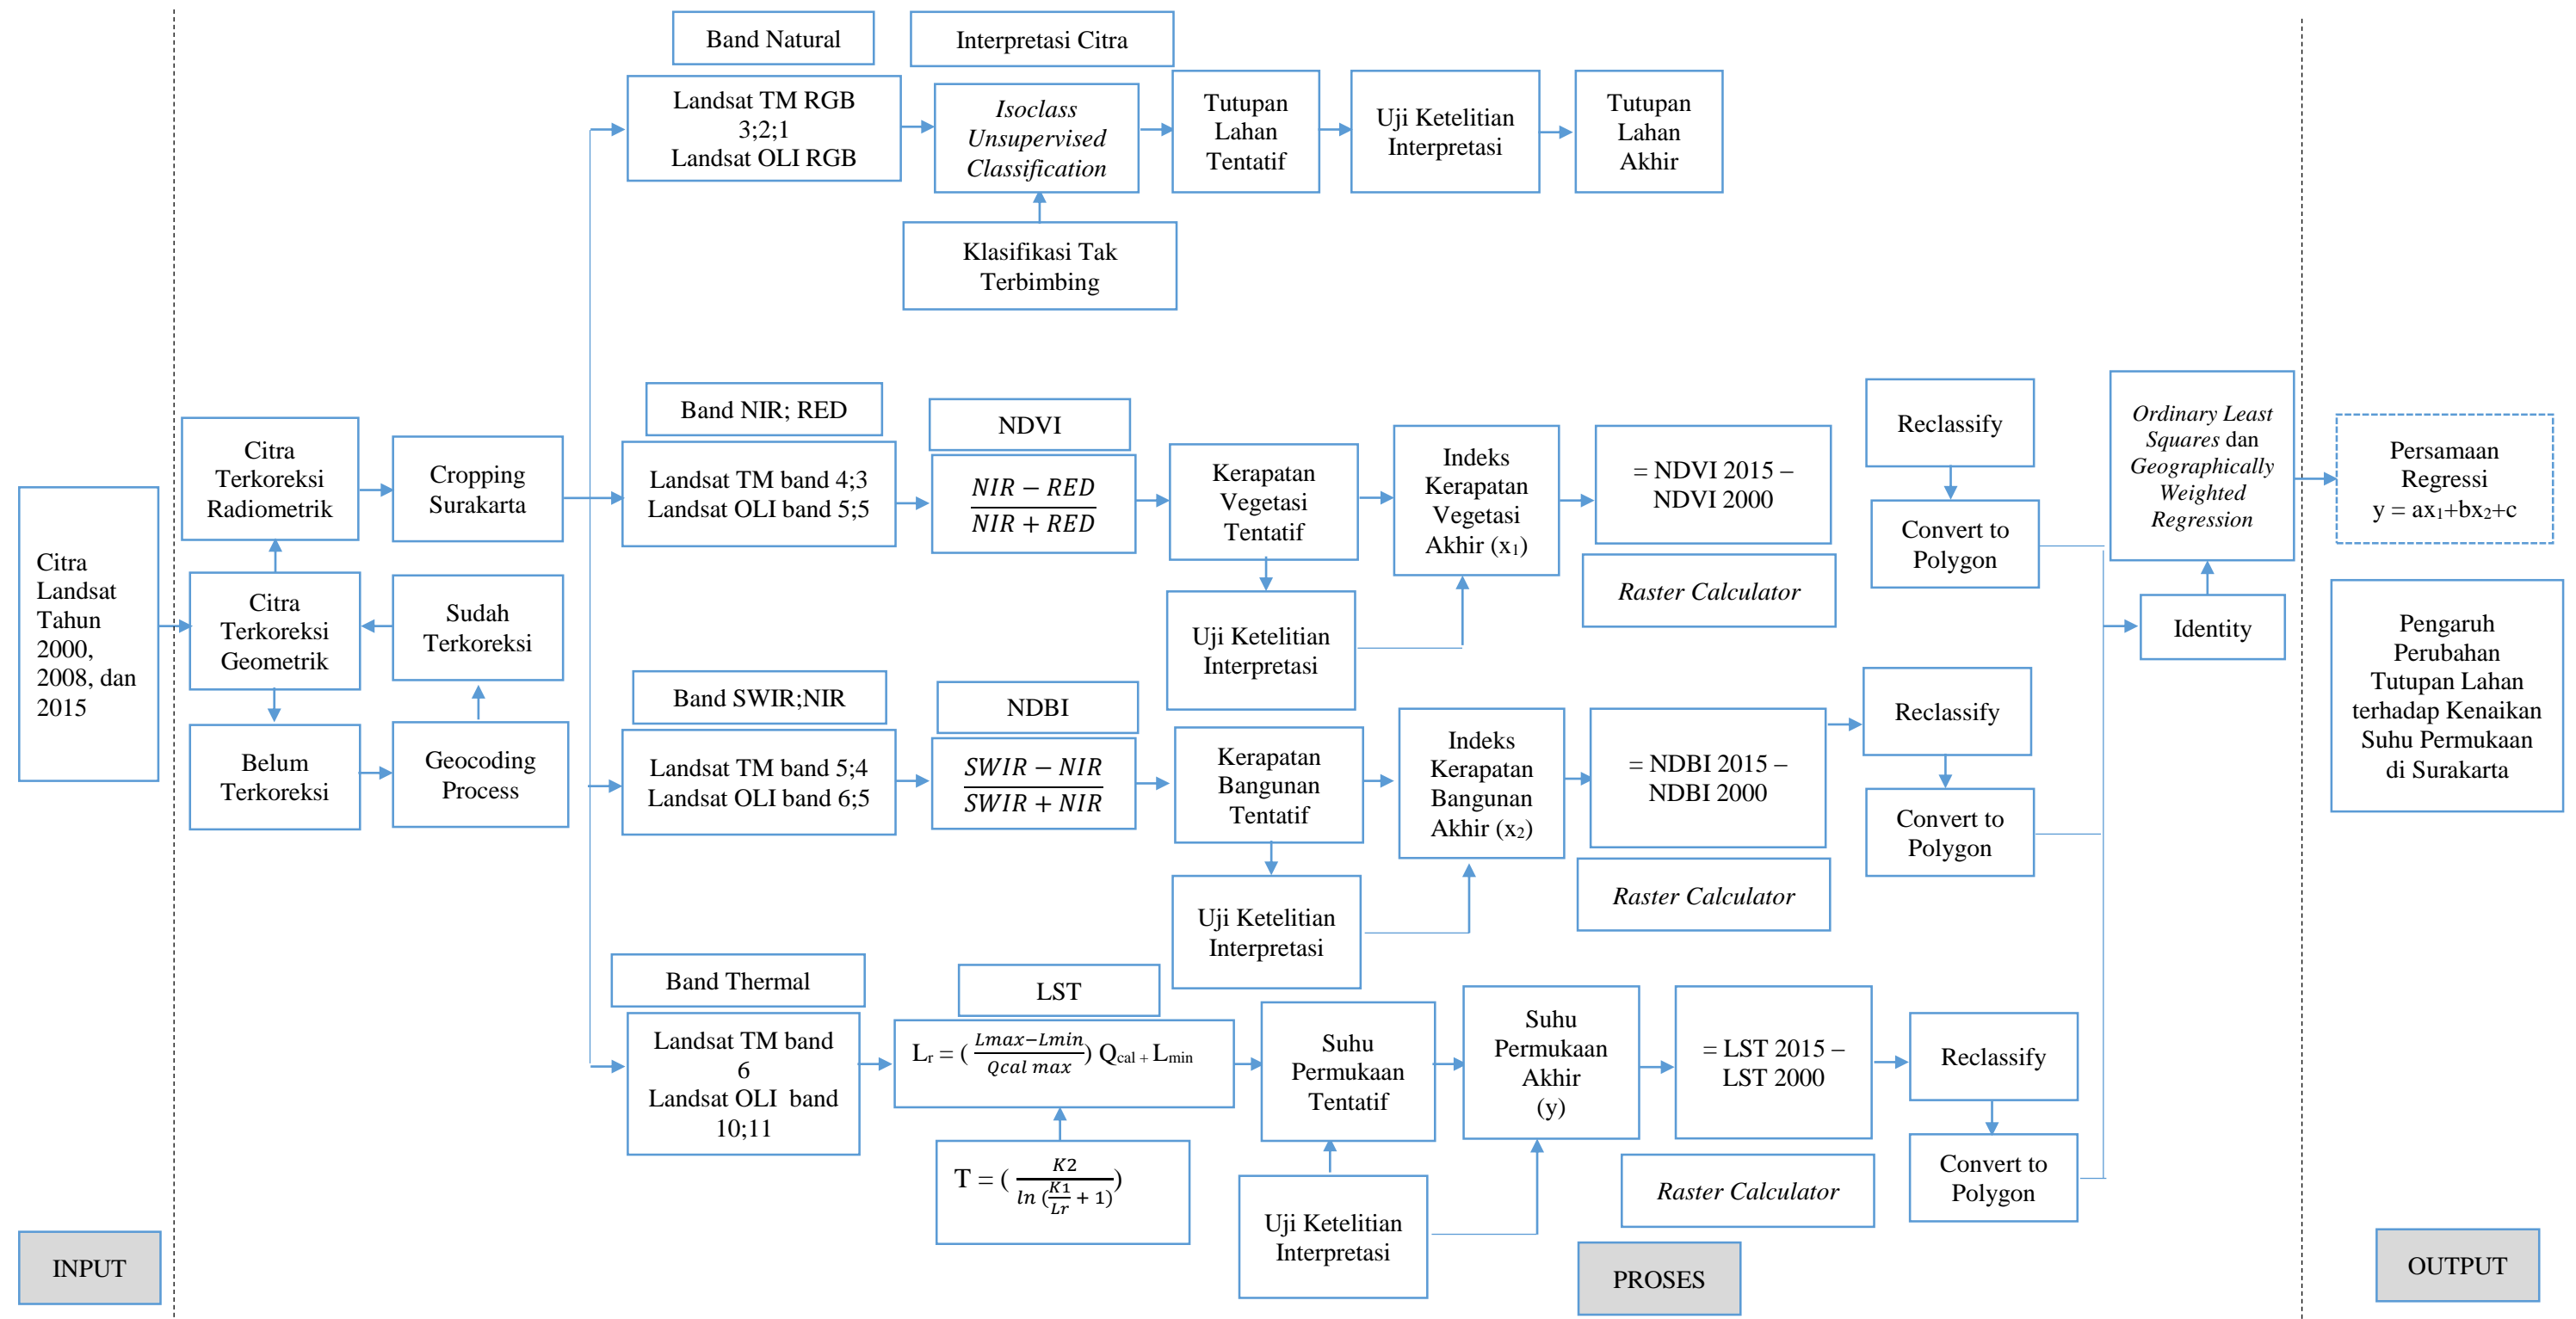 Citra
Landsat
Tahun
2000,
2008, dan
2015
INPUT
Citra
Terkoreksi
Radiometrik
Cropping
Surakarta
Citra
Terkoreksi
Geometrik
Sudah
Terkoreksi
Belum
Terkoreksi
Geocoding
Process
Band Natural
Landsat TM RGB
3;2;1
Landsat OLI RGB
Interpretasi Citra
Isoclass
Unsupervised
Classification
Klasifikasi Tak
Terbimbing
Tutupan
Lahan
Tentatif
Uji Ketelitian
Interpretasi
Tutupan
Lahan
Akhir
Band NIR; RED
Landsat TM band 4;3
Landsat OLI band 5;5
NDVI
NIR − RED
NIR + RED
Kerapatan
Vegetasi
Tentatif
Uji Ketelitian
Interpretasi
Indeks
Kerapatan
Vegetasi
Akhir (x₁)
= NDVI 2015 –
NDVI 2000
Raster Calculator
Reclassify
Convert to
Polygon
Band SWIR;NIR
Landsat TM band 5;4
Landsat OLI band 6;5
NDBI
SWIR − NIR
SWIR + NIR
Kerapatan
Bangunan
Tentatif
Uji Ketelitian
Interpretasi
Indeks
Kerapatan
Bangunan
Akhir (x₂)
= NDBI 2015 –
NDBI 2000
Raster Calculator
Reclassify
Convert to
Polygon
Band Thermal
Landsat TM band
6
Landsat OLI band
10;11
LST
Lr = ( Lmax−Lmin / Qcal max ) Qcal + Lmin
T = ( K2 / ln (K1/Lr + 1) )
Suhu
Permukaan
Tentatif
Uji Ketelitian
Interpretasi
Suhu
Permukaan
Akhir
(y)
= LST 2015 –
LST 2000
Raster Calculator
Reclassify
Convert to
Polygon
PROSES
Ordinary Least
Squares dan
Geographically
Weighted
Regression
Identity
Persamaan
Regressi
y = ax₁+bx₂+c
Pengaruh
Perubahan
Tutupan Lahan
terhadap Kenaikan
Suhu Permukaan
di Surakarta
OUTPUT